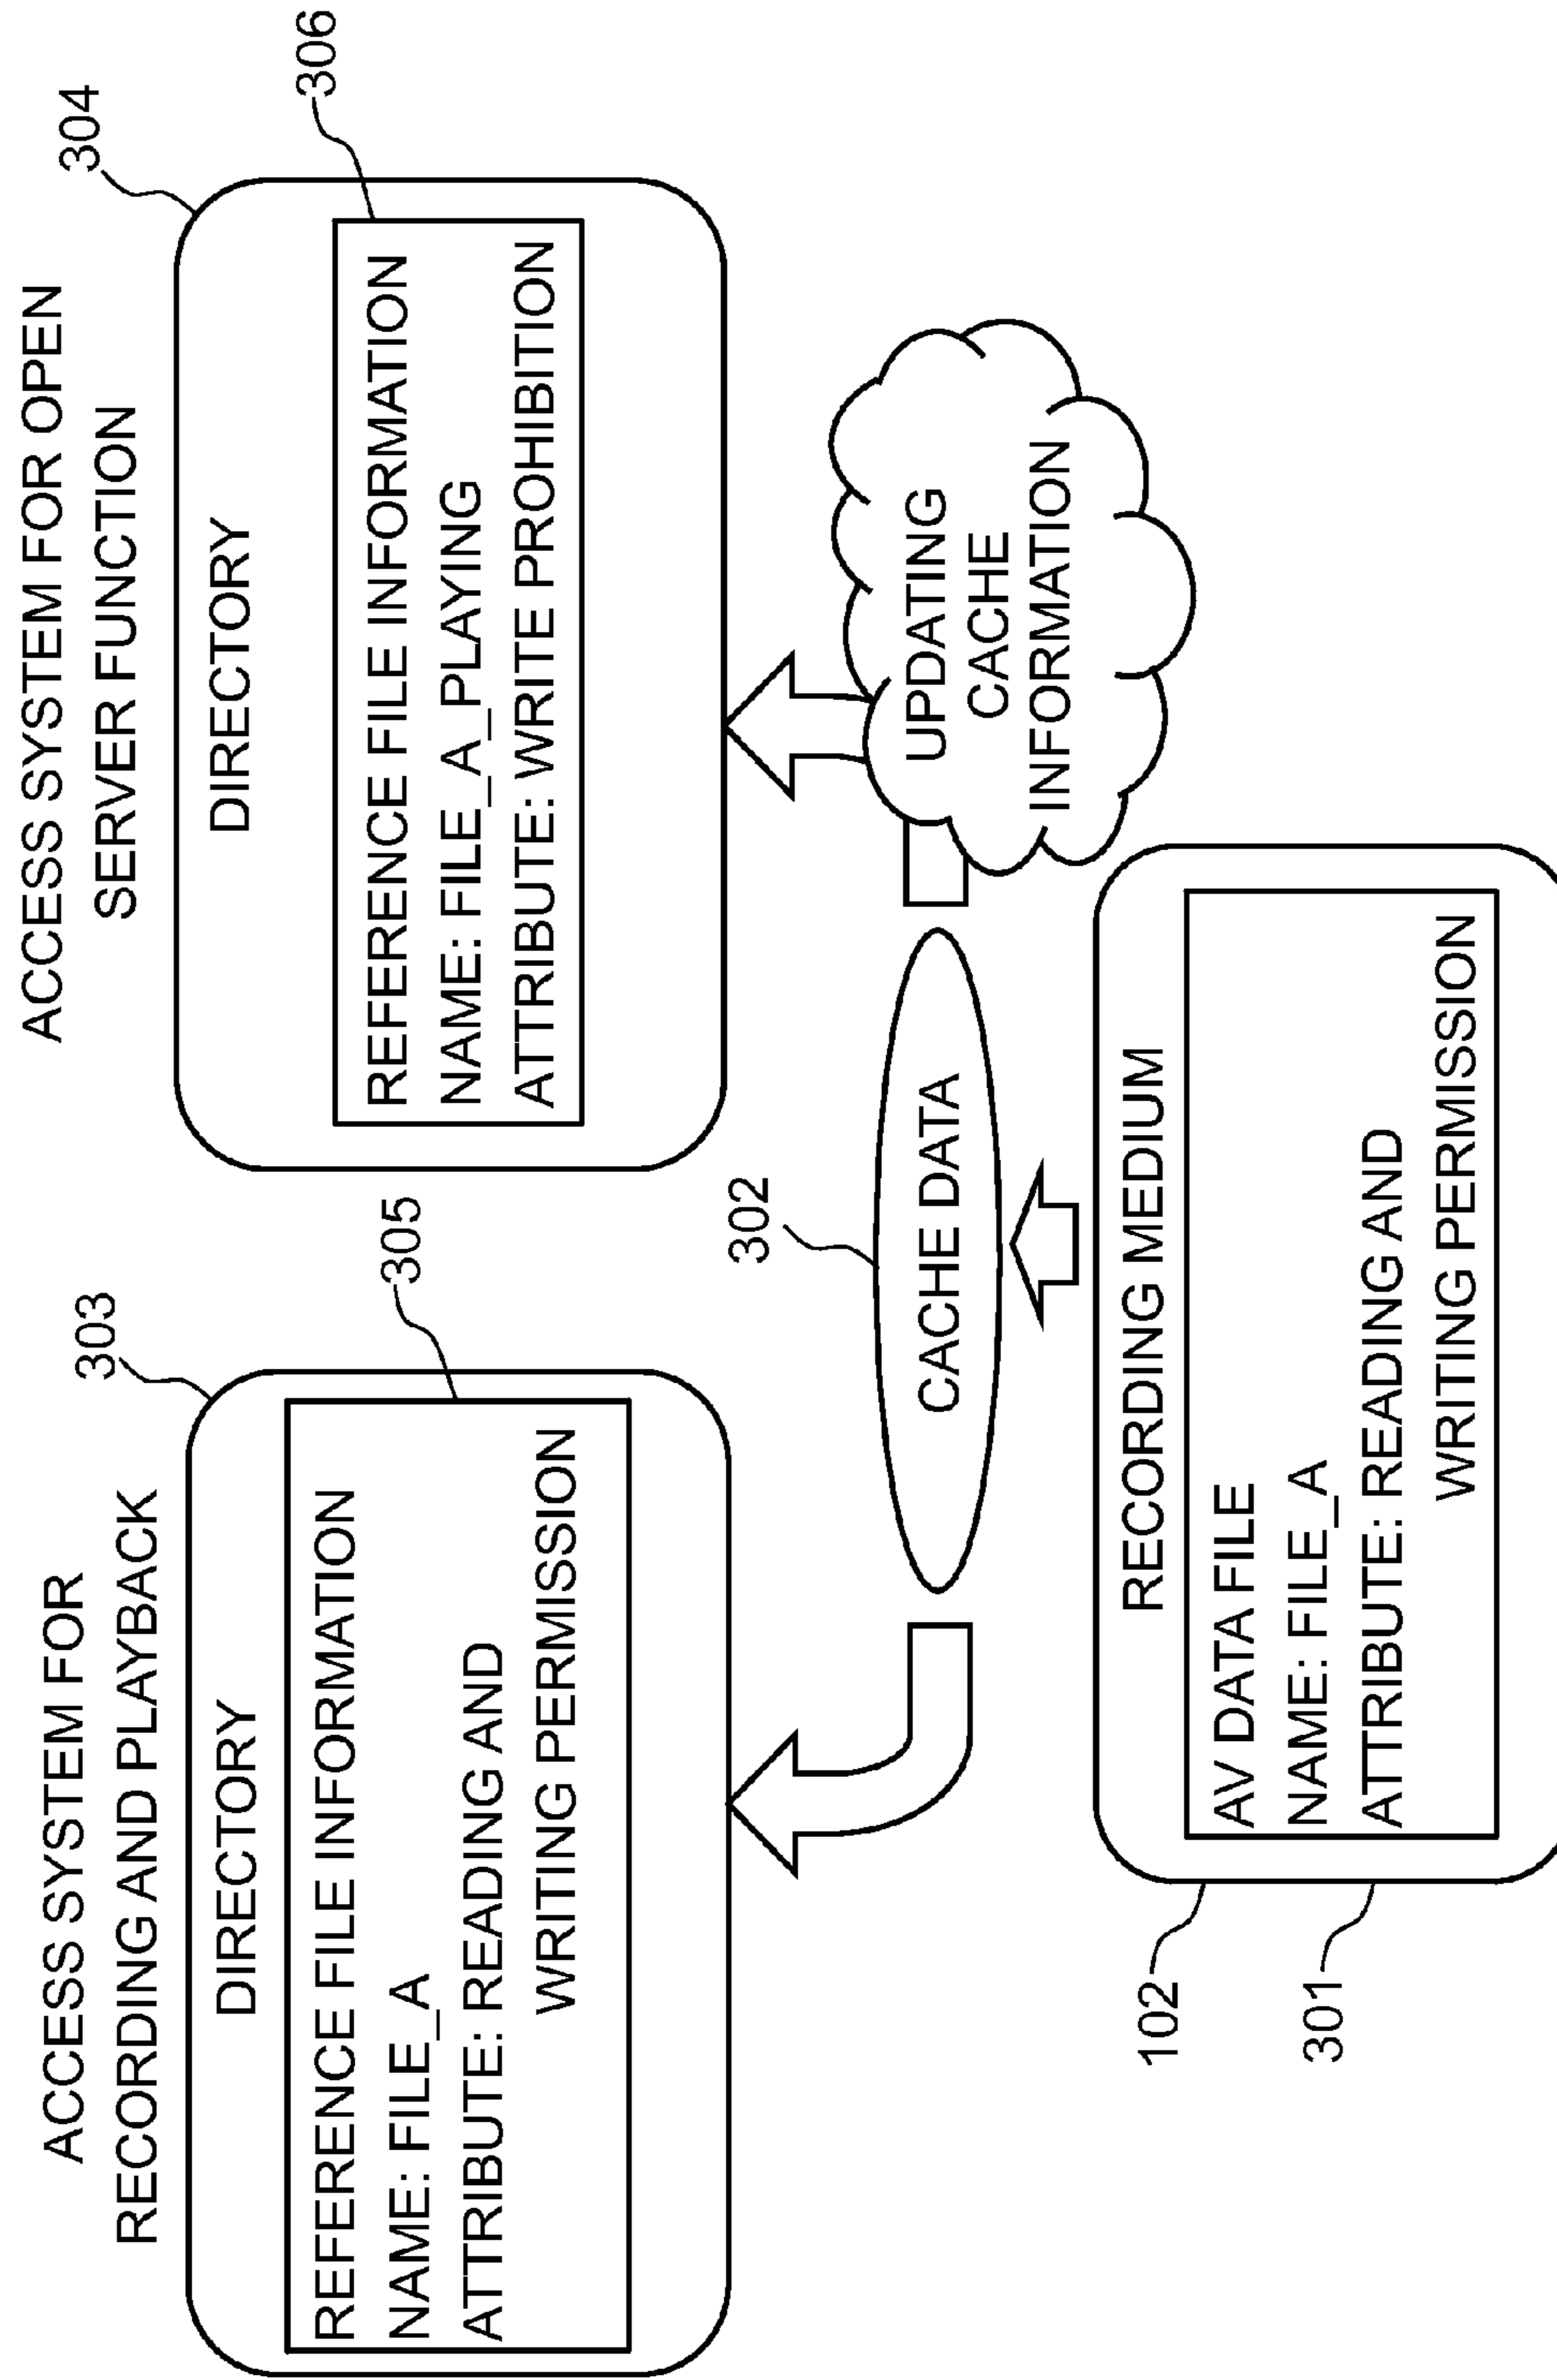 ACCESS SYSTEM FOR
RECORDING AND PLAYBACK
303
DIRECTORY
REFERENCE FILE INFORMATION
NAME: FILE_A
ATTRIBUTE: READING AND
WRITING PERMISSION
305
ACCESS SYSTEM FOR OPEN
SERVER FUNCTION
304
DIRECTORY
306
REFERENCE FILE INFORMATION
NAME: FILE_A_PLAYING
ATTRIBUTE: WRITE PROHIBITION
302
CACHE DATA
UPDATING
CACHE
INFORMATION
102
RECORDING MEDIUM
301
AV DATA FILE
NAME: FILE_A
ATTRIBUTE: READING AND
WRITING PERMISSION